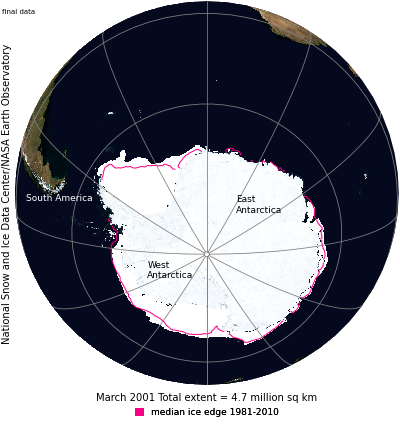 final data
National Snow and Ice Data Center/NASA Earth Observatory
South America
East
Antarctica
West
Antarctica
March 2001 Total extent = 4.7 million sq km
median ice edge 1981-2010